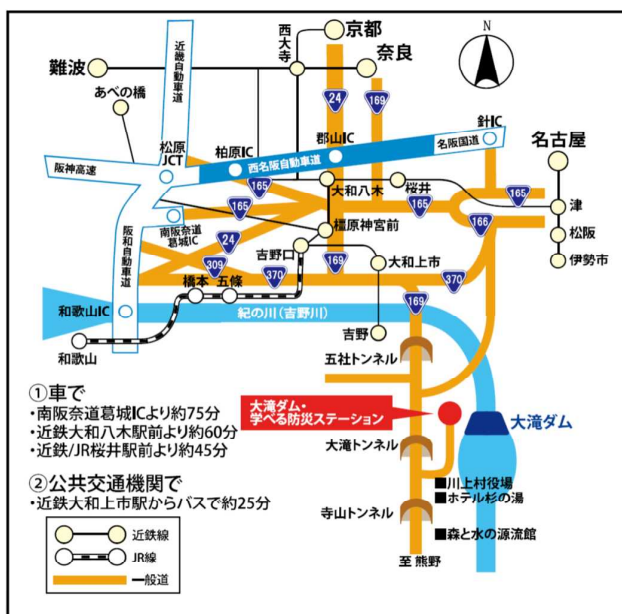 京都
N
西大寺
近畿自動車道
難波
奈良
あべの橋
24
169
針IC
松原JCT
柏原IC
郡山IC
名阪国道
名古屋
西名阪自動車道
阪神高速
165
大和八木
桜井
165
津
165
165
166
南阪奈道葛城IC
橿原神宮前
松阪
阪和自動車道
24
吉野口
大和上市
伊勢市
309
370
169
370
橋本
五條
169
和歌山IC
紀の川(吉野川)
和歌山
吉野
五社トンネル
①車で
・南阪奈道葛城ICより約75分
・近鉄大和八木駅前より約60分
・近鉄/JR桜井駅前より約45分
大滝ダム・
学べる防災ステーション
大滝ダム
大滝トンネル
②公共交通機関で
・近鉄大和上市駅からバスで約25分
■川上村役場
■ホテル杉の湯
寺山トンネル
■森と水の源流館
近鉄線
JR線
一般道
至 熊野